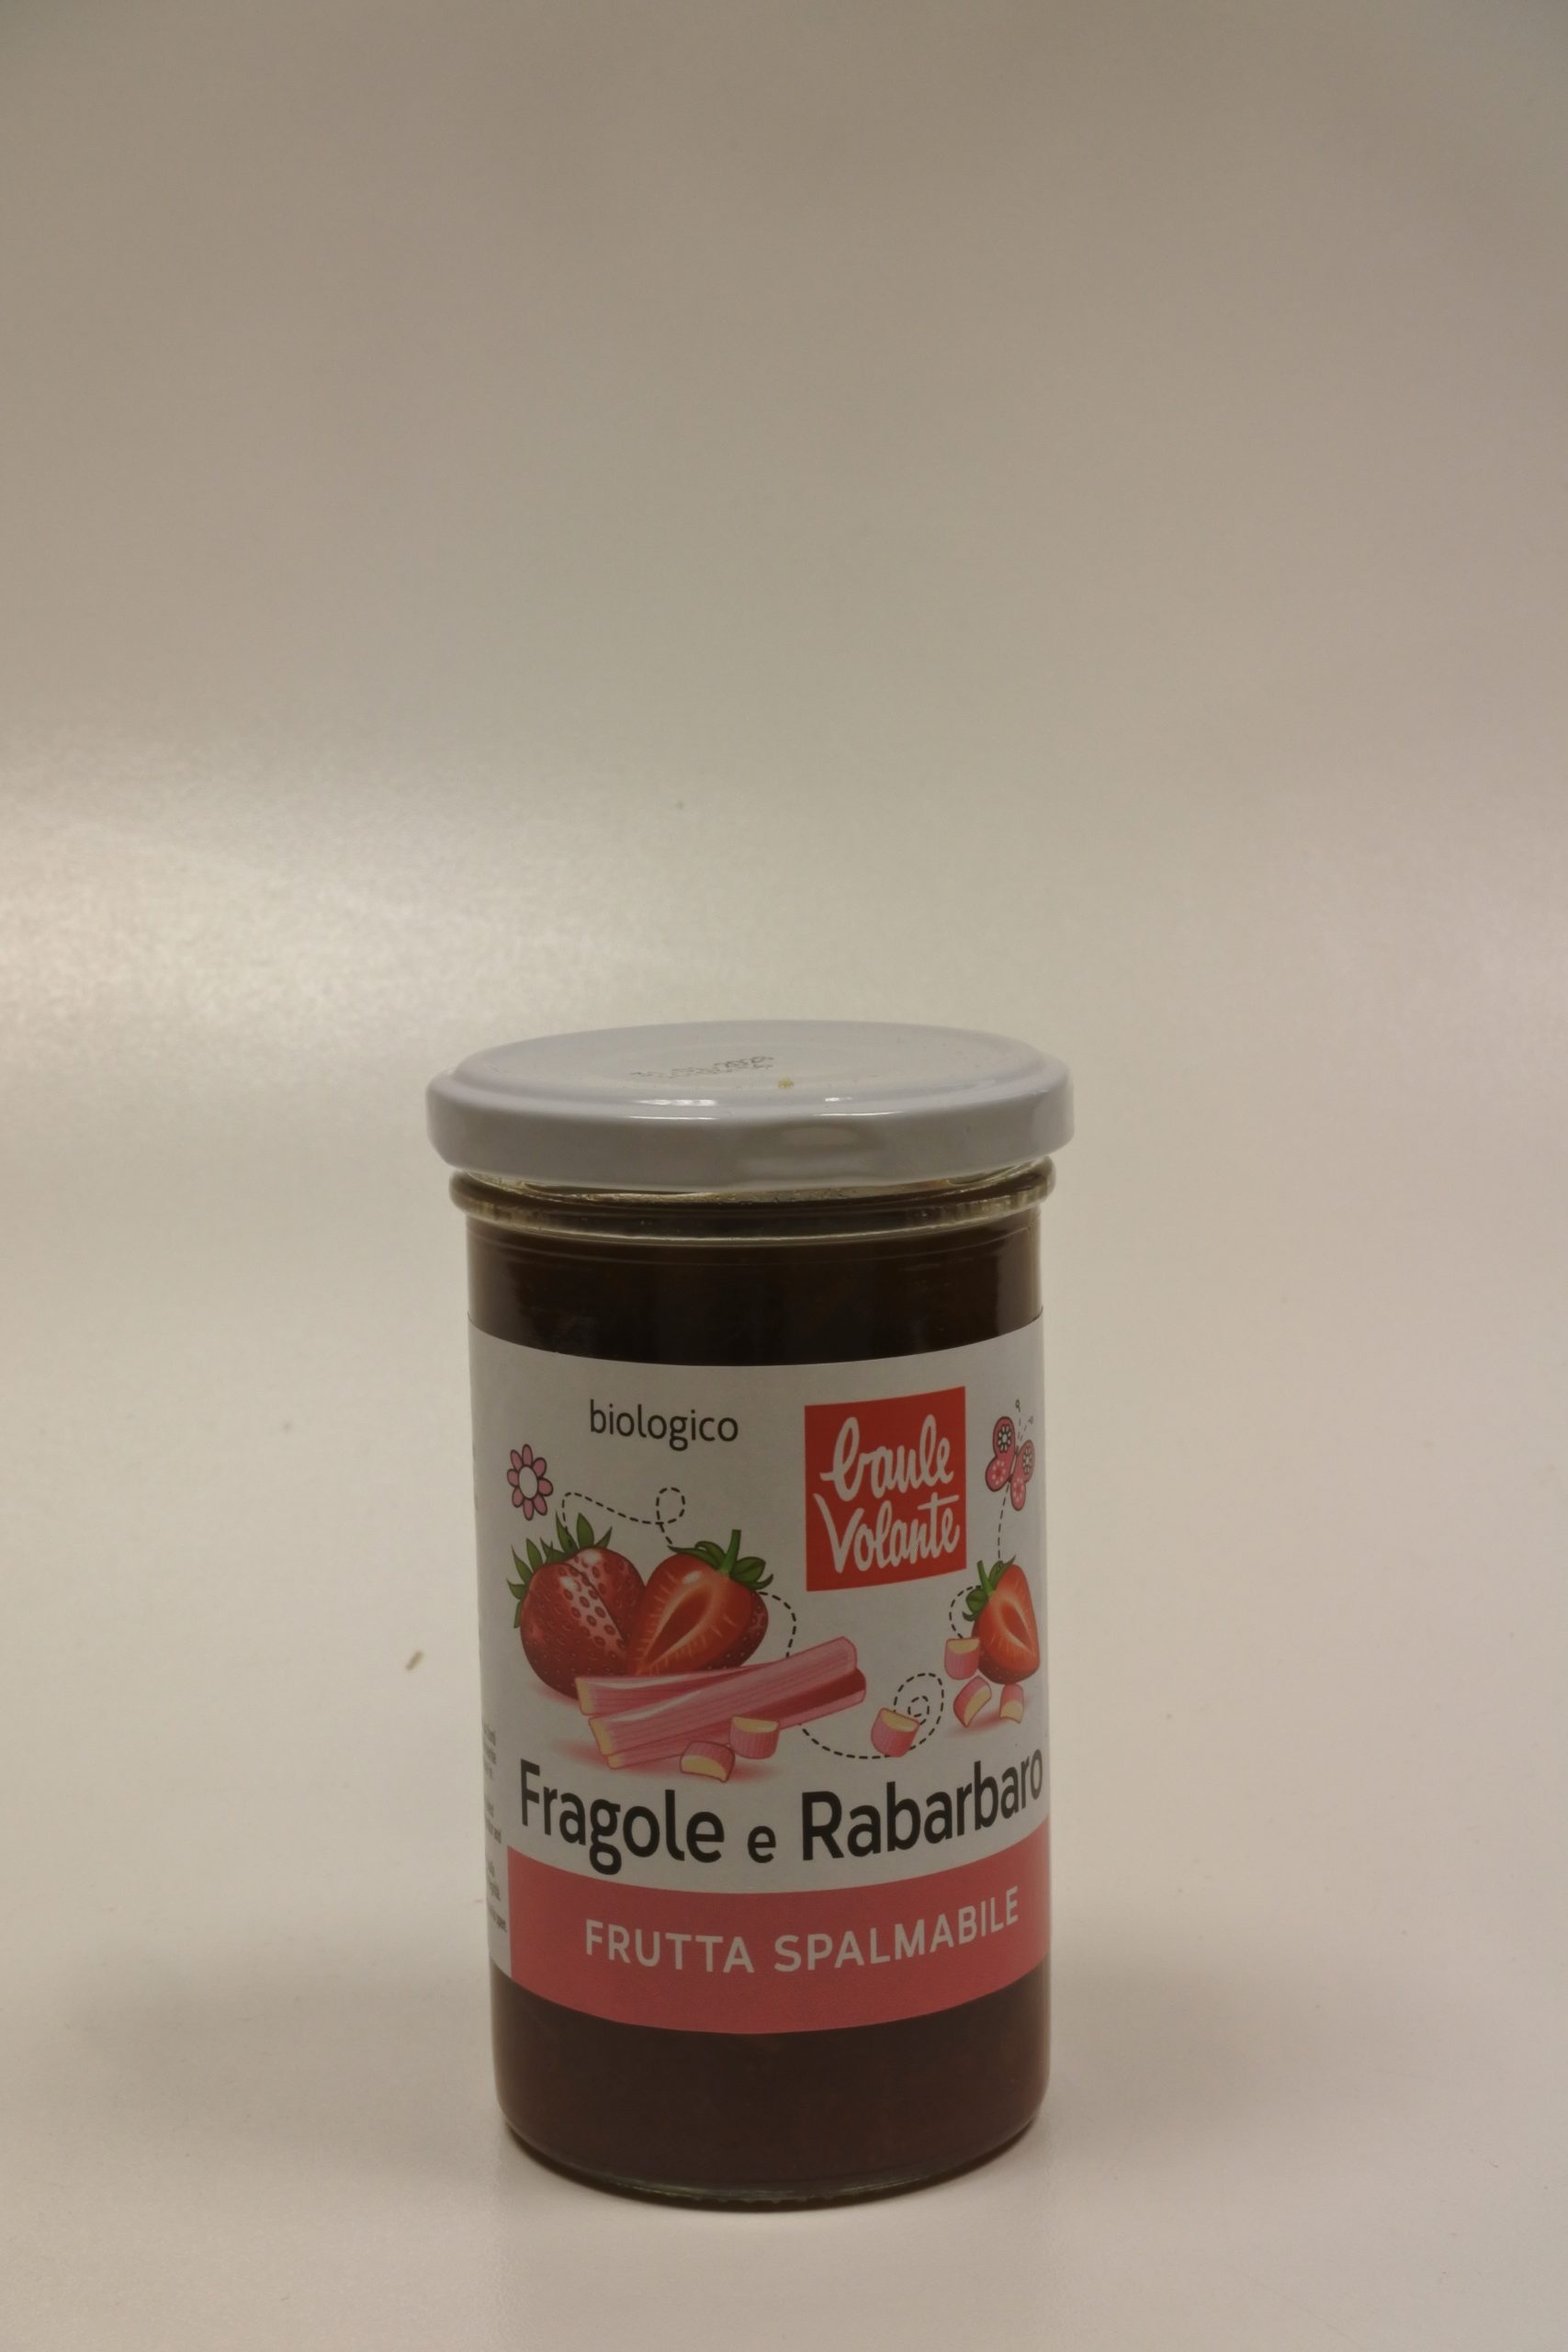 biologico
baule
volante
Fragole e Rabarbaro
FRUTTA SPALMABILE